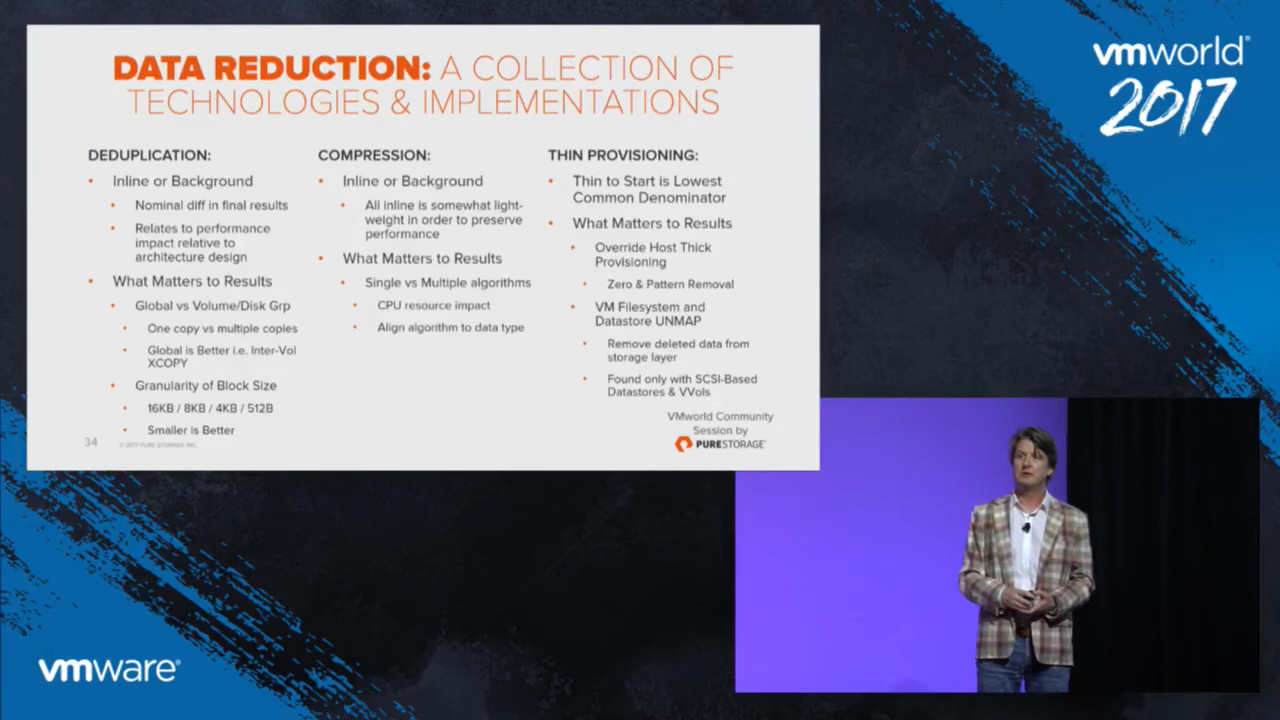 DATA REDUCTION: A COLLECTION OF
TECHNOLOGIES & IMPLEMENTATIONS
DEDUPLICATION:
• Inline or Background
• Nominal diff in final results
• Relates to performance
impact relative to
architecture design
• What Matters to Results
• Global vs Volume/Disk Grp
• One copy vs multiple copies
• Global is Better i.e. Inter-Vol
XCOPY
• Granularity of Block Size
• 16KB / 8KB / 4KB / 512B
• Smaller is Better
COMPRESSION:
• Inline or Background
• All inline is somewhat light-
weight in order to preserve
performance
• What Matters to Results
• Single vs Multiple algorithms
• CPU resource impact
• Align algorithm to data type
THIN PROVISIONING:
• Thin to Start is Lowest
Common Denominator
• What Matters to Results
• Override Host Thick
Provisioning
• Zero & Pattern Removal
• VM Filesystem and
Datastore UNMAP
• Remove deleted data from
storage layer
• Found only with SCSI-Based
Datastores & VVols
34
© 2017 PURE STORAGE INC.
VMworld Community
Session by
PURESTORAGE®
vmworld®
2017
vmware®